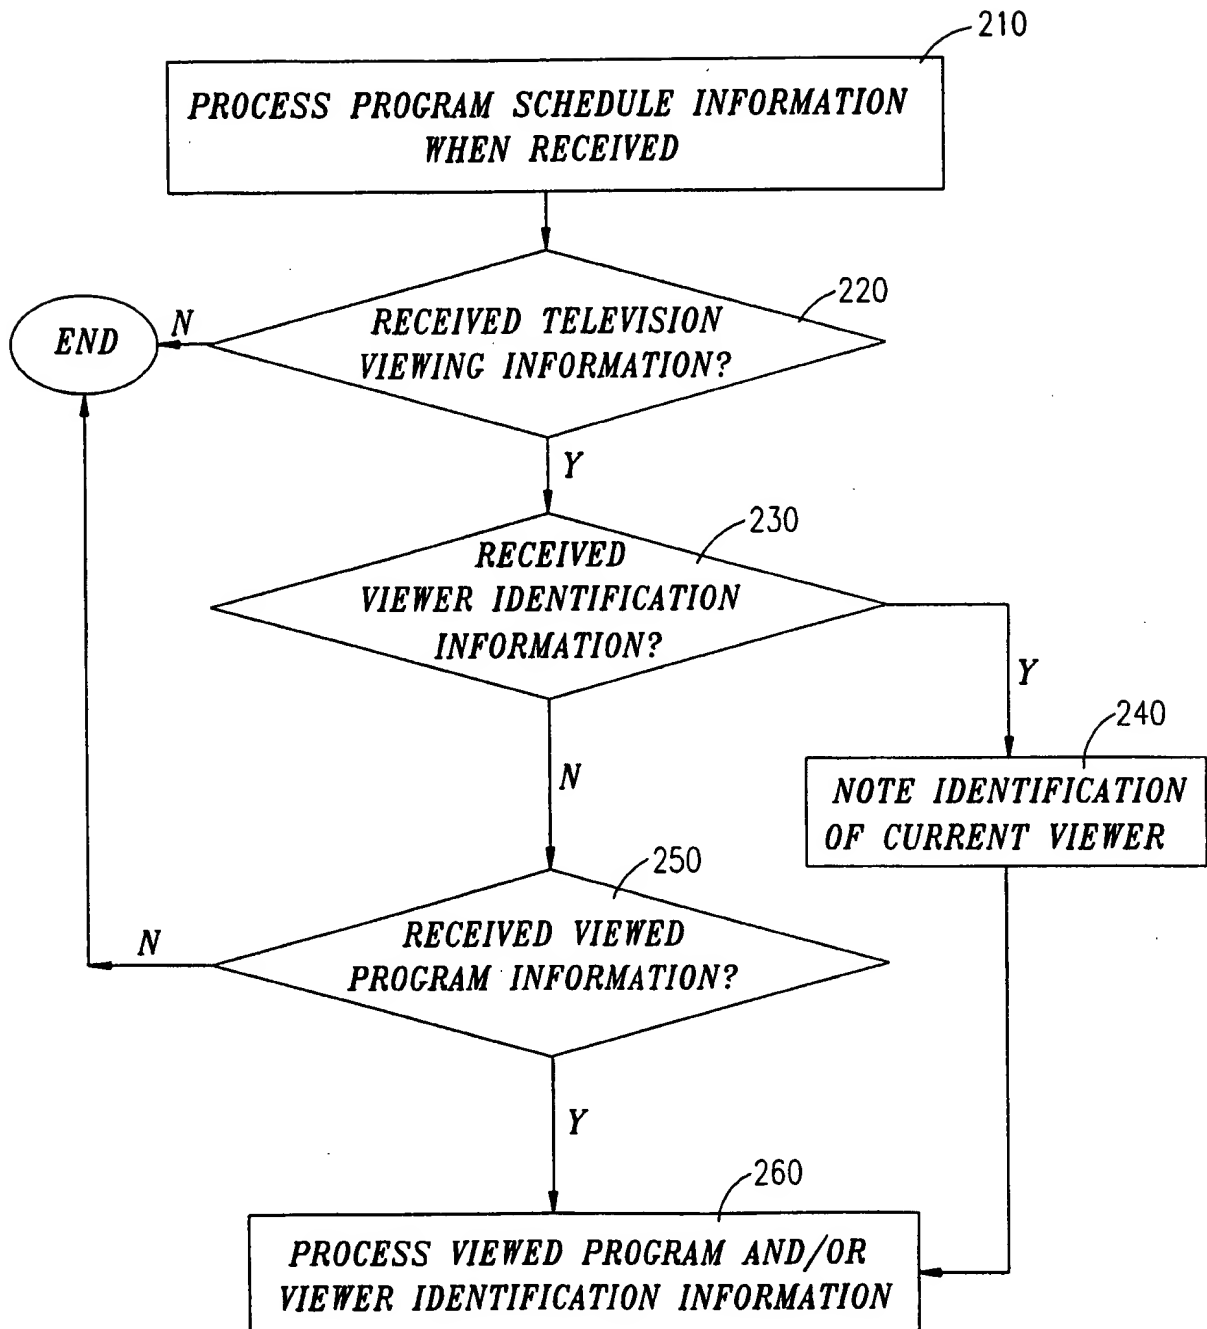 210
PROCESS PROGRAM SCHEDULE INFORMATION
WHEN RECEIVED
220
RECEIVED TELEVISION
VIEWING INFORMATION?
N
END
Y
230
RECEIVED
VIEWER IDENTIFICATION
INFORMATION?
Y
240
NOTE IDENTIFICATION
OF CURRENT VIEWER
N
250
RECEIVED VIEWED
PROGRAM INFORMATION?
N
Y
260
PROCESS VIEWED PROGRAM AND/OR
VIEWER IDENTIFICATION INFORMATION